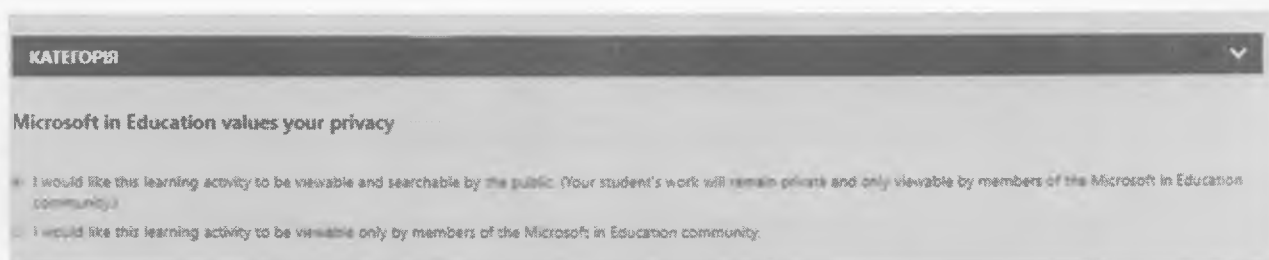 КАТЕГОРІЯ
Microsoft in Education values your privacy
I would like this learning activity to be viewable and searchable by the public. (Your student's work will remain private and only viewable by members of the Microsoft in Education
community.)
I would like this learning activity to be viewable only by members of the Microsoft in Education community.